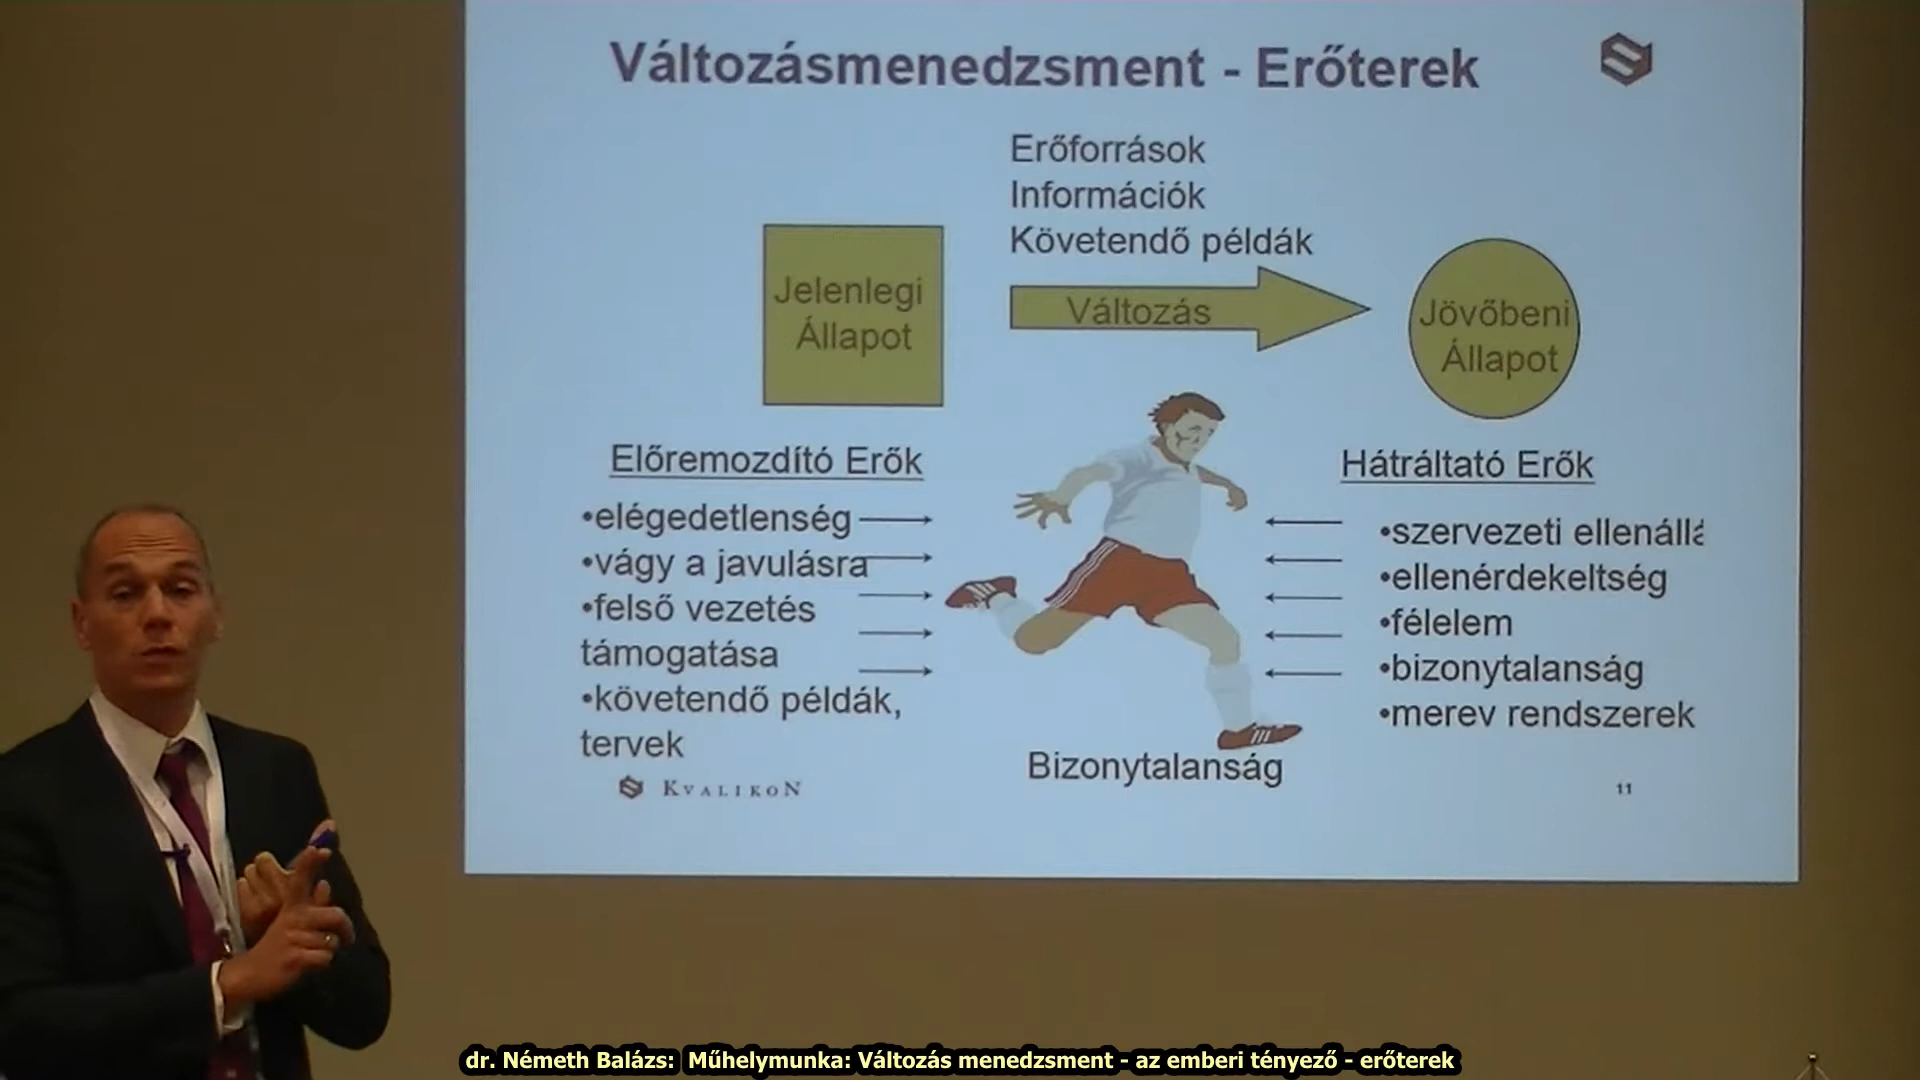 Változásmenedzsment - Erőterek
Erőforrások
Információk
Követendő példák
Jelenlegi
Állapot
Változás
Jövőbeni
Állapot
Előremozdító Erők
•elégedetlenség
•vágy a javulásra
•felső vezetés
támogatása
•követendő példák,
tervek
Hátráltató Erők
•szervezeti ellenállá
•ellenérdekeltség
•félelem
•bizonytalanság
•merev rendszerek
Bizonytalanság
KVALIKON
11
dr. Németh Balázs: Műhelymunka: Változás menedzsment - az emberi tényező - erőterek